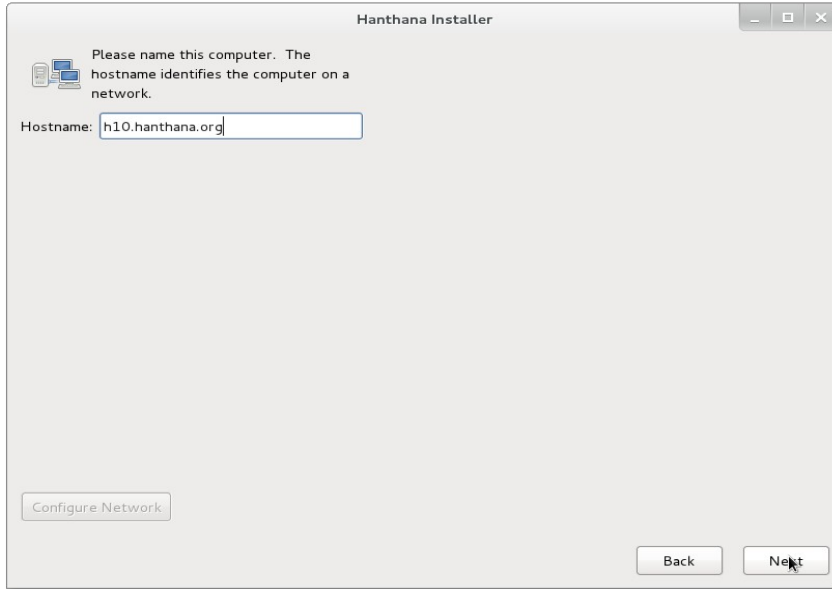 Hanthana Installer
Please name this computer. The
hostname identifies the computer on a
network.
Hostname: h10.hanthana.org
Configure Network
Back Next